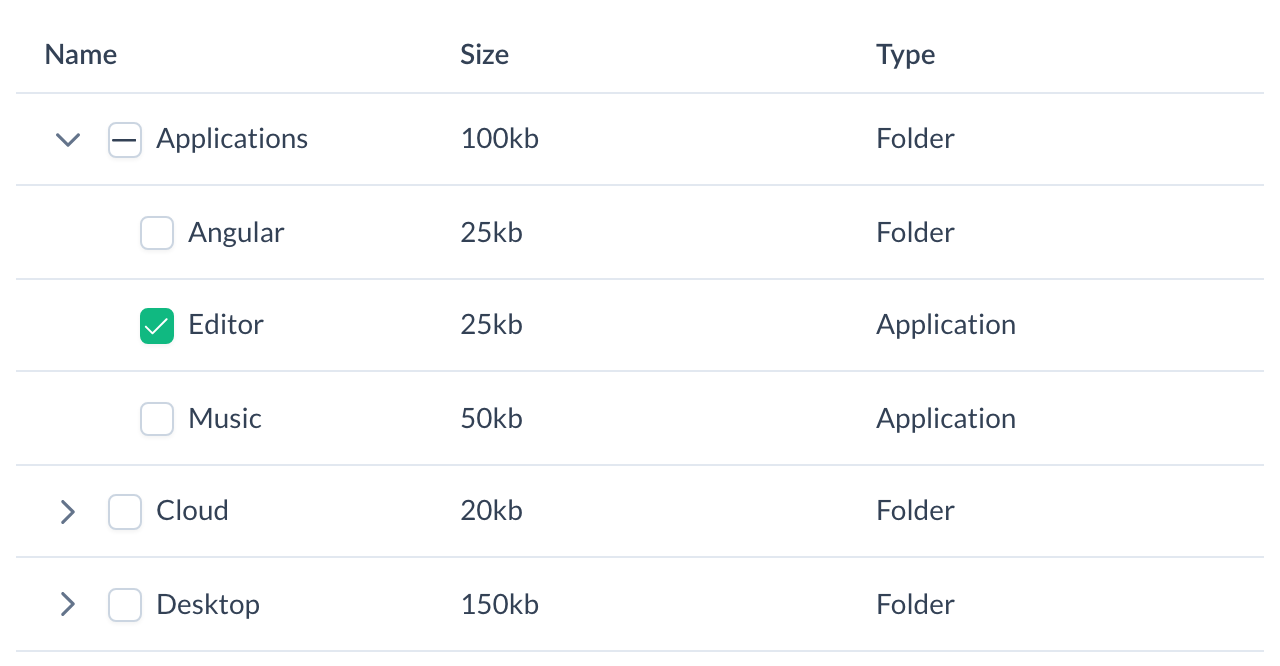 Name Size Type
Applications 100kb Folder
Angular 25kb Folder
Editor 25kb Application
Music 50kb Application
Cloud 20kb Folder
Desktop 150kb Folder